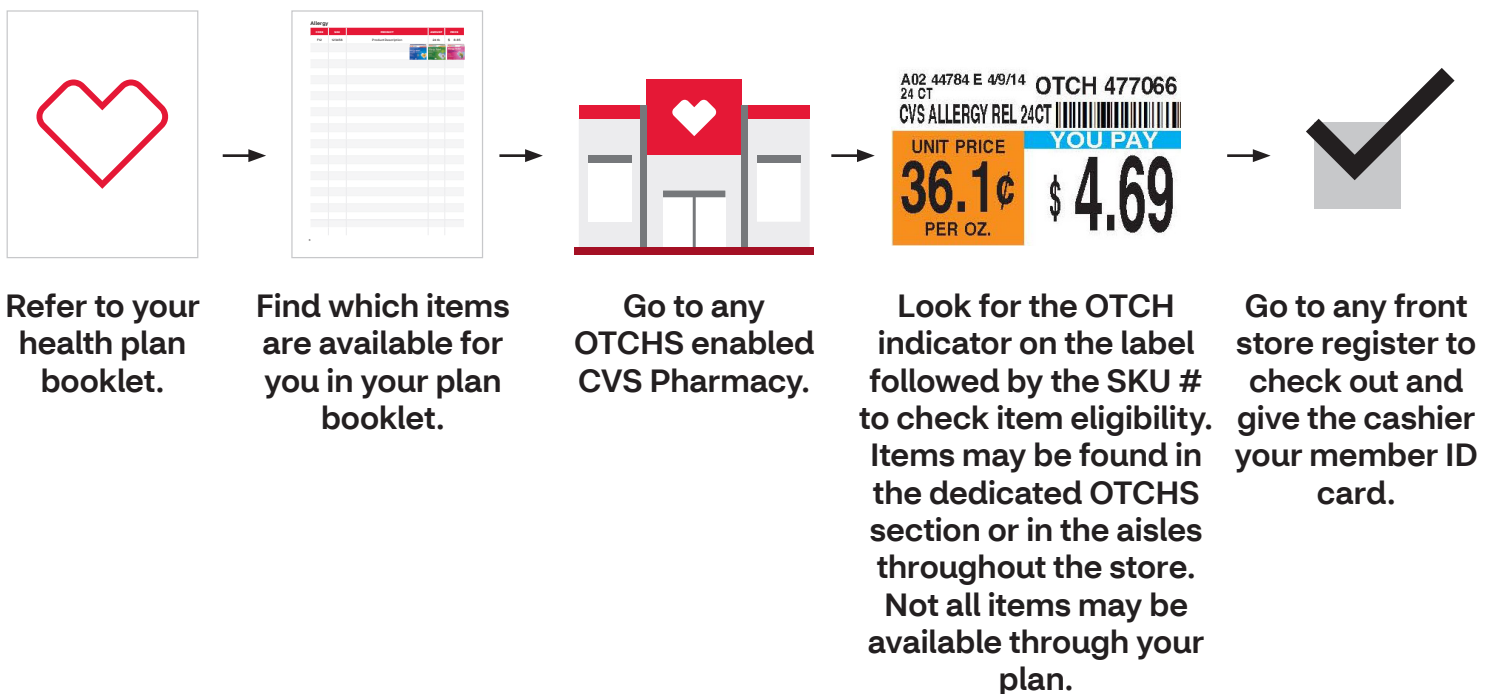 Allergy
Product Description
A02 44784 E 4/9/14
24 CT
OTCH 477066
CVS ALLERGY REL 24CT
UNIT PRICE
36.1¢
PER OZ.
YOU PAY
$ 4.69
Refer to your
health plan
booklet.
Find which items
are available for
you in your plan
booklet.
Go to any
OTCHS enabled
CVS Pharmacy.
Look for the OTCH
indicator on the label
followed by the SKU #
to check item eligibility.
Items may be found in
the dedicated OTCHS
section or in the aisles
throughout the store.
Not all items may be
available through your
plan.
Go to any front
store register to
check out and
give the cashier
your member ID
card.